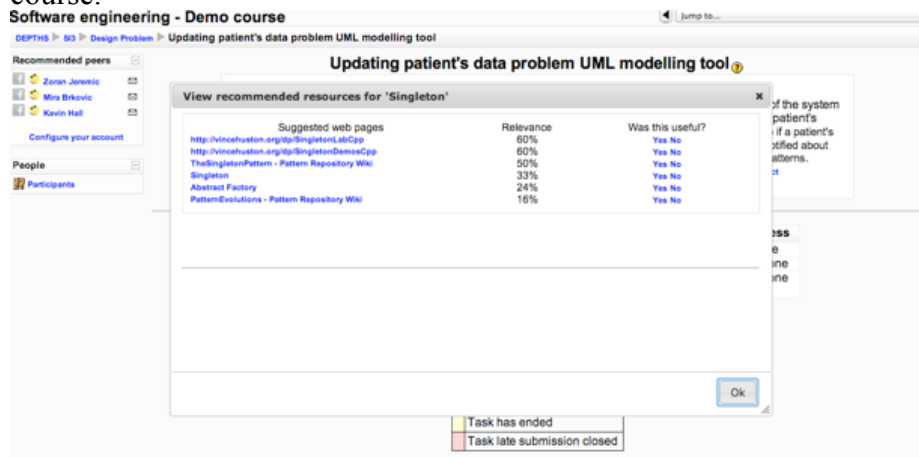 course.
Software engineering - Demo course
Jump to...
DEPTHS ▶ SI3 ▶ Design Problem ▶ Updating patient's data problem UML modelling tool
Recommended peers
Zoran Jeremic
Mira Brkovic
Kevin Hall
Configure your account
People
Participants
Updating patient's data problem UML modelling tool
View recommended resources for 'Singleton' x
Suggested web pages Relevance Was this useful?
http://vincehuston.org/dp/SingletonLabCpp 60% Yes No
http://vincehuston.org/dp/SingletonDemosCpp 60% Yes No
TheSingletonPattern - Pattern Repository Wiki 50% Yes No
Singleton 33% Yes No
Abstract Factory 24% Yes No
PatternEvolutions - Pattern Repository Wiki 16% Yes No
Ok
of the system
patient's
if a patient's
otified about
atterns.
ct
ess
e
one
one
Task has ended
Task late submission closed